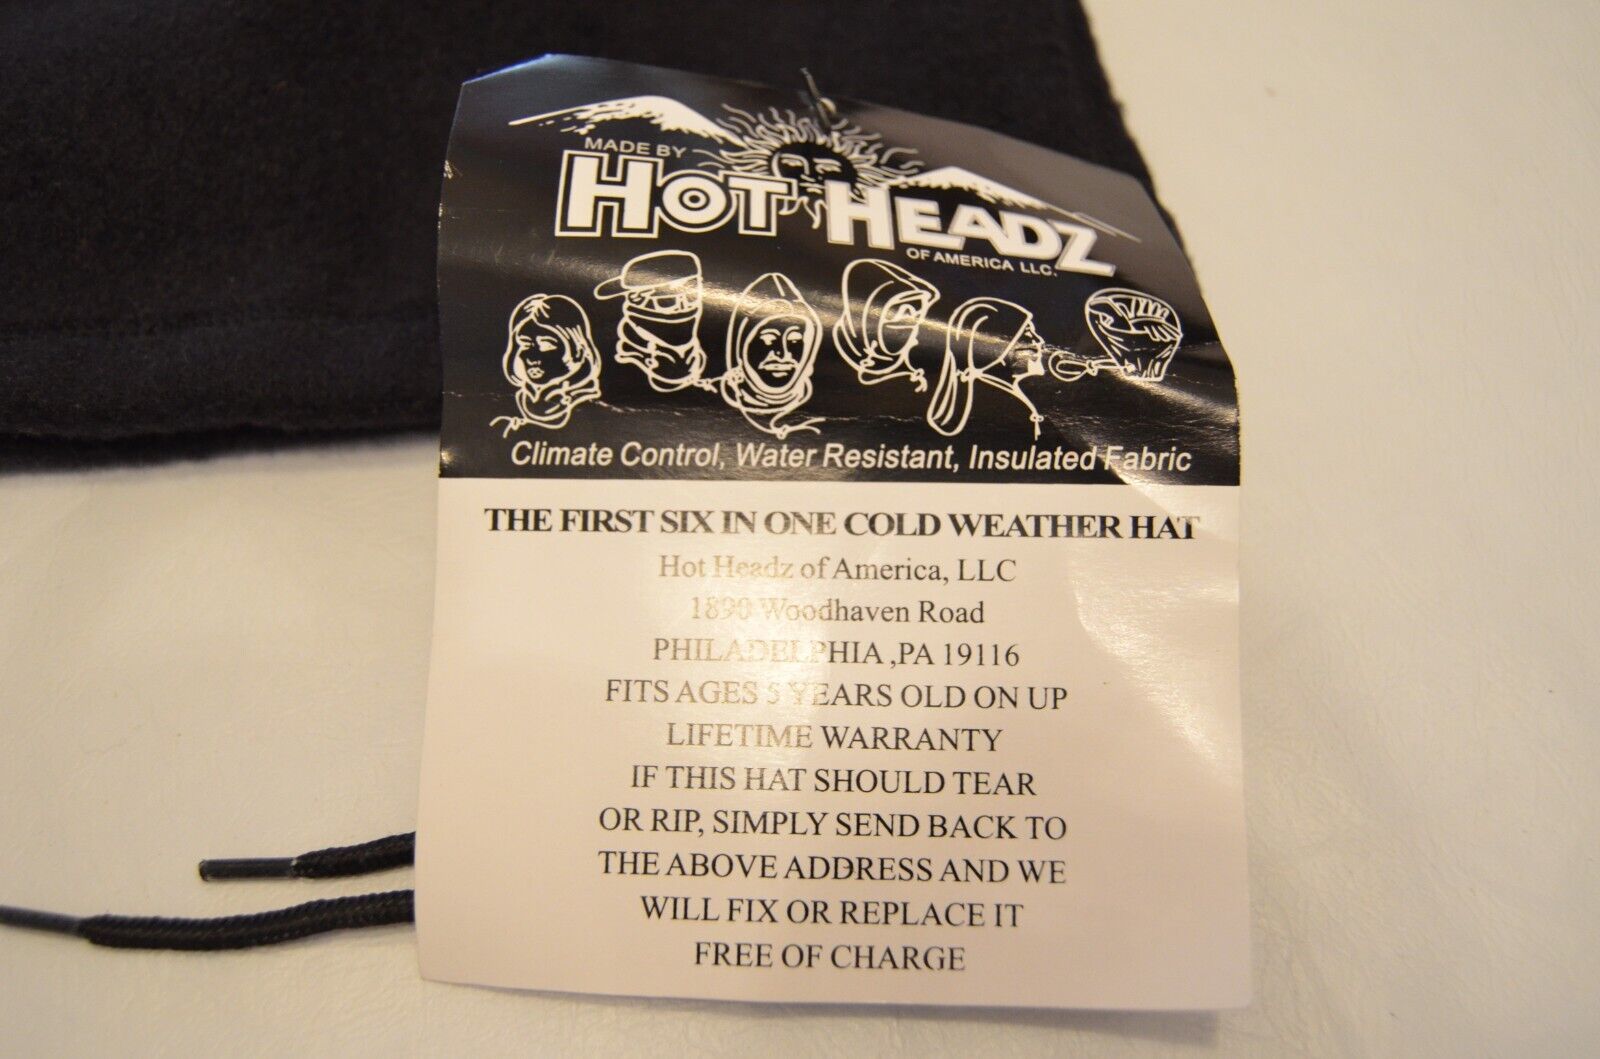 MADE BY
HOT HEADZ
OF AMERICA LLC.
Climate Control, Water Resistant, Insulated Fabric
THE FIRST SIX IN ONE COLD WEATHER HAT
Hot Headz of America, LLC
1890 Woodhaven Road
PHILADELPHIA ,PA 19116
FITS AGES 5 YEARS OLD ON UP
LIFETIME WARRANTY
IF THIS HAT SHOULD TEAR
OR RIP, SIMPLY SEND BACK TO
THE ABOVE ADDRESS AND WE
WILL FIX OR REPLACE IT
FREE OF CHARGE